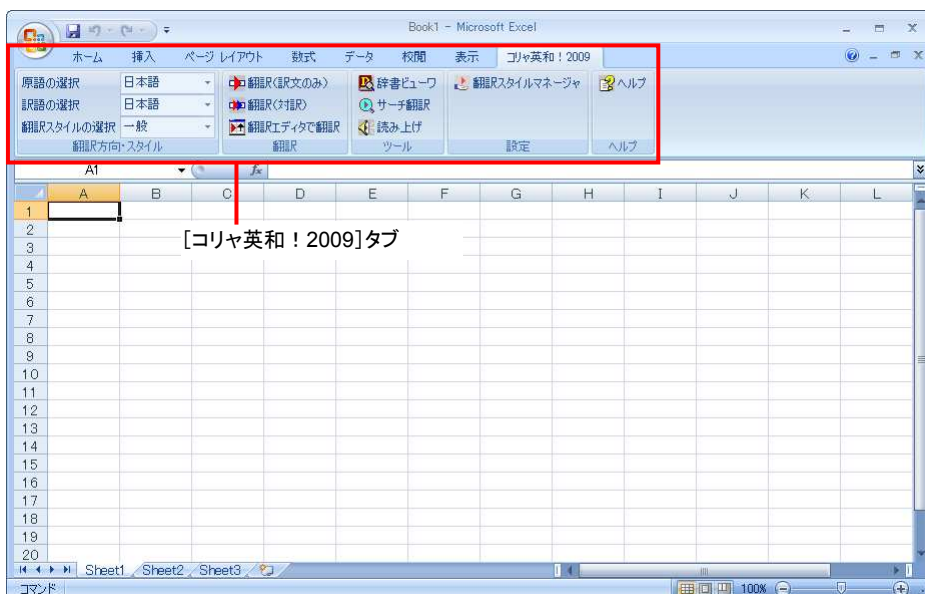 Book1 - Microsoft Excel
ホーム 挿入 ページ レイアウト 数式 データ 校閲 表示 コリャ英和！2009
原語の選択 日本語 翻訳(訳文のみ) 辞書ビューワ 翻訳スタイルマネージャ ヘルプ
訳語の選択 日本語 翻訳(対訳) サーチ翻訳
翻訳スタイルの選択 一般 翻訳エディタで翻訳 読み上げ
翻訳方向・スタイル 翻訳 ツール 設定 ヘルプ
A1 fx
A B C D E F G H I J K L
1
2
[コリャ英和！2009]タブ
3
4
5
6
7
8
9
10
11
12
13
14
15
16
17
18
19
20
Sheet1 Sheet2 Sheet3
コマンド 100%